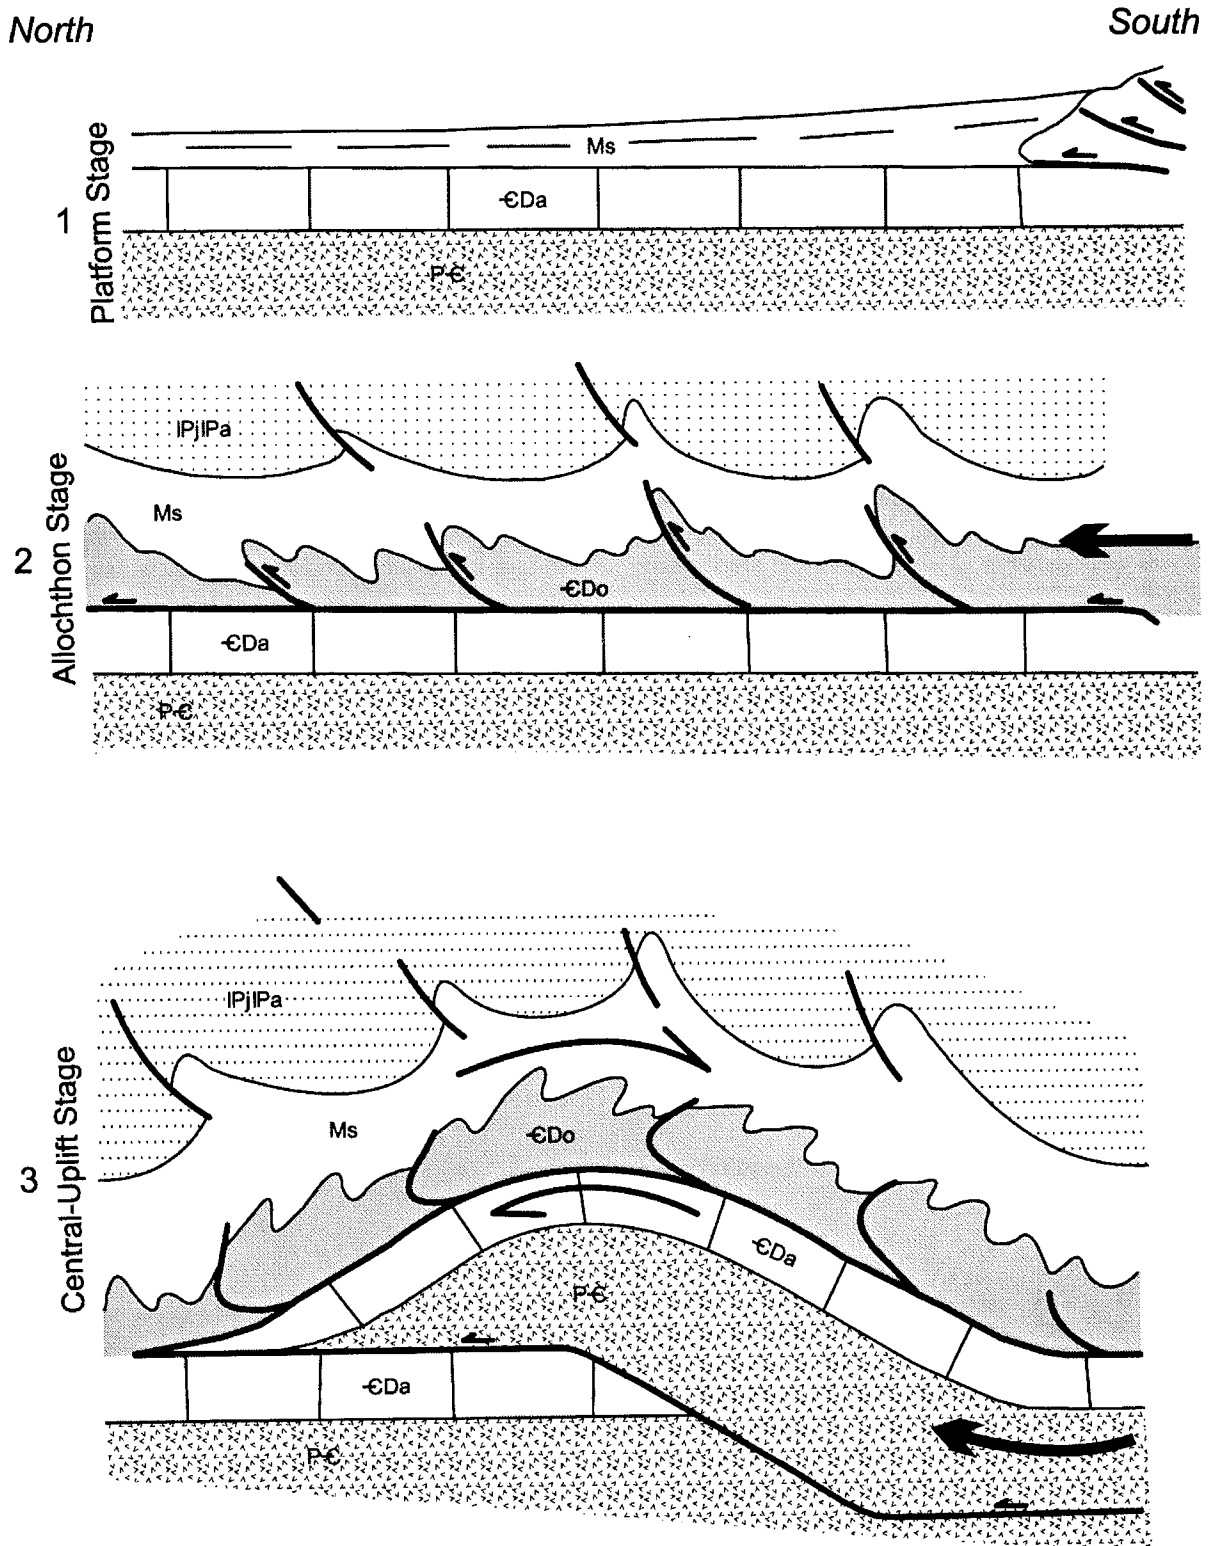 North
South
1
Platform Stage
Ms
-ЄDa
P-Є
2
Allochthon Stage
IPjIPa
Ms
-ЄDo
-ЄDa
P-Є
3
Central-Uplift Stage
IPjIPa
Ms
-ЄDo
-ЄDa
P-Є
-ЄDa
P-Є